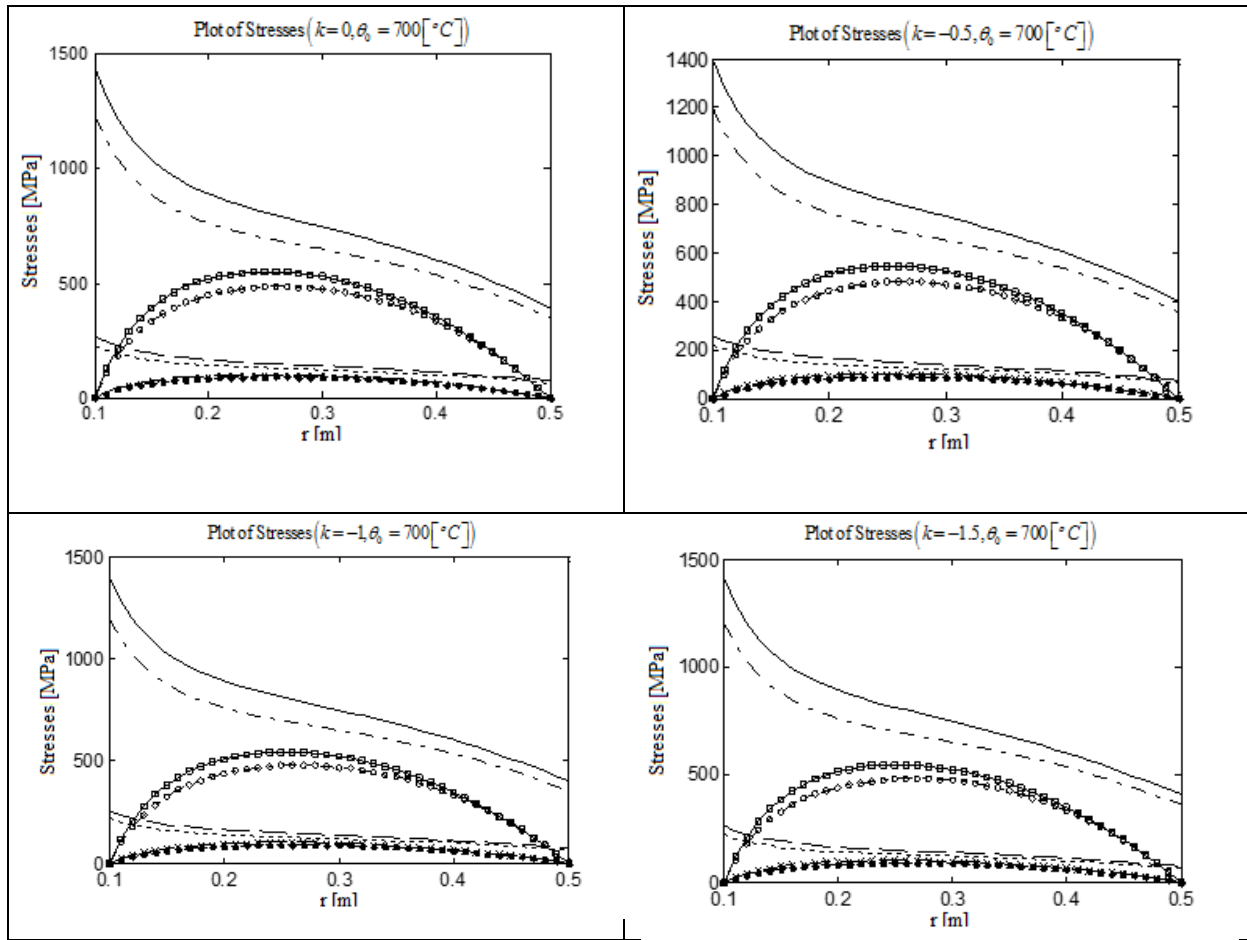 Plot of Stresses(k=0,θ₀ = 700[°C])
1500
1000
500
0
Stresses [MPa]
0.1 0.2 0.3 0.4 0.5
r [m]
Plot of Stresses(k=−0.5,θ₀ = 700[°C])
1400
1200
1000
800
600
400
200
0
Stresses [MPa]
0.1 0.2 0.3 0.4 0.5
r [m]
Plot of Stresses(k=−1,θ₀ = 700[°C])
1500
1000
500
0
Stresses [MPa]
0.1 0.2 0.3 0.4 0.5
r [m]
Plot of Stresses(k=−1.5,θ₀ = 700[°C])
1500
1000
500
0
Stresses [MPa]
0.1 0.2 0.3 0.4 0.5
r [m]